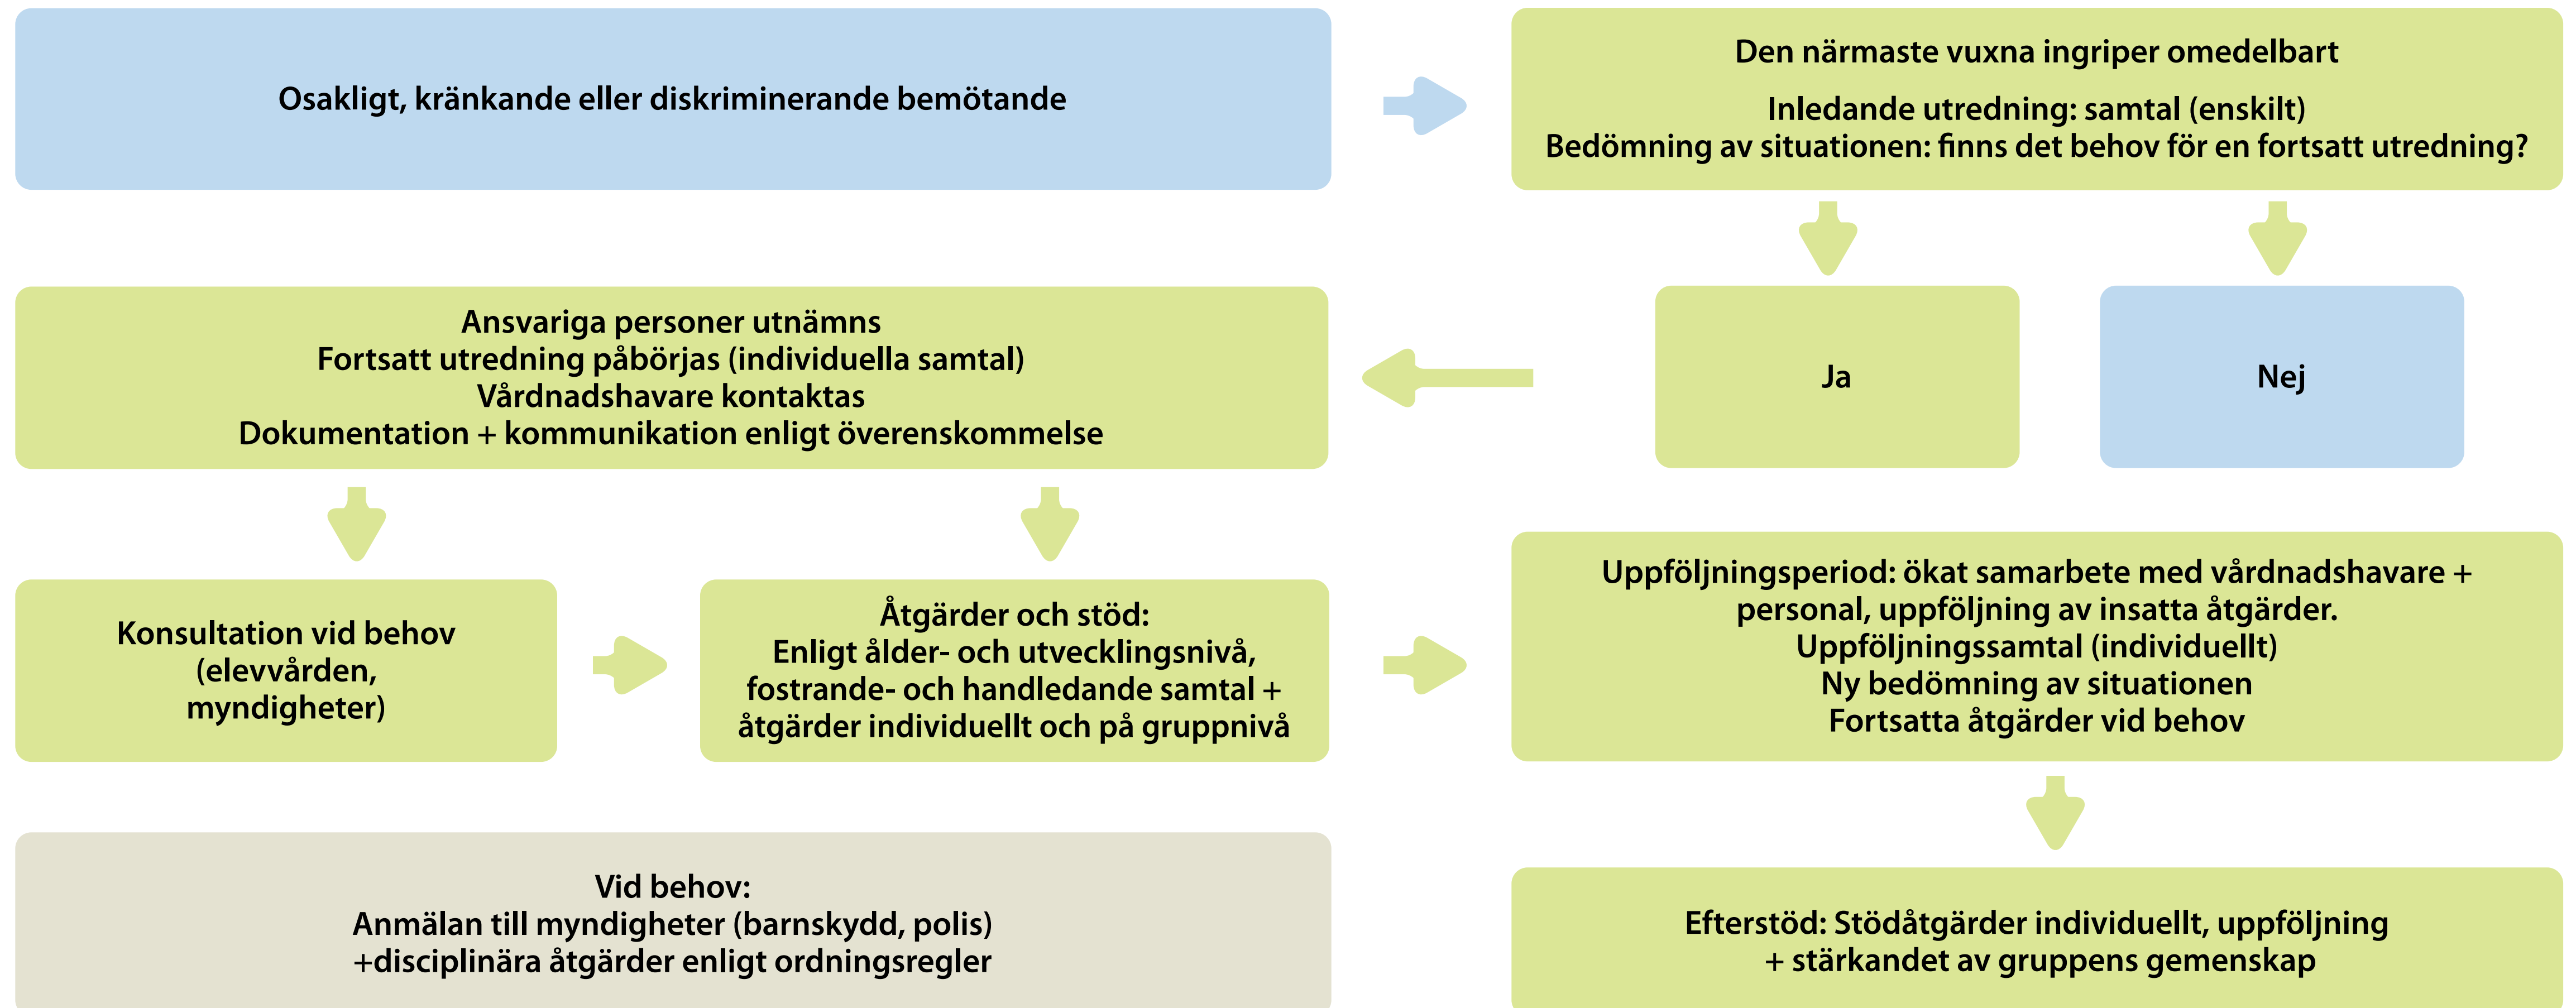 Osakligt, kränkande eller diskriminerande bemötande
Den närmaste vuxna ingriper omedelbart
Inledande utredning: samtal (enskilt)
Bedömning av situationen: finns det behov för en fortsatt utredning?
Ja
Nej
Ansvariga personer utnämns
Fortsatt utredning påbörjas (individuella samtal)
Vårdnadshavare kontaktas
Dokumentation + kommunikation enligt överenskommelse
Konsultation vid behov
(elevvården,
myndigheter)
Åtgärder och stöd:
Enligt ålder- och utvecklingsnivå,
fostrande- och handledande samtal +
åtgärder individuellt och på gruppnivå
Uppföljningsperiod: ökat samarbete med vårdnadshavare +
personal, uppföljning av insatta åtgärder.
Uppföljningssamtal (individuellt)
Ny bedömning av situationen
Fortsatta åtgärder vid behov
Vid behov:
Anmälan till myndigheter (barnskydd, polis)
+disciplinära åtgärder enligt ordningsregler
Efterstöd: Stödåtgärder individuellt, uppföljning
+ stärkandet av gruppens gemenskap